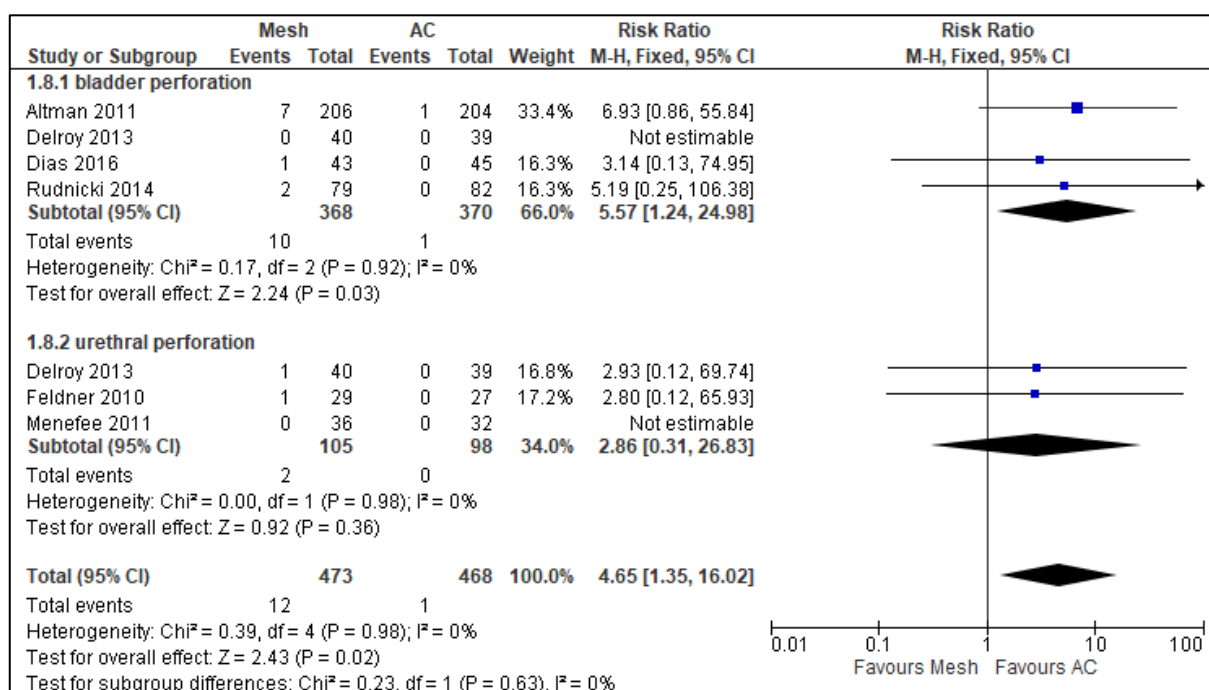 Mesh AC Risk Ratio Risk Ratio
Study or Subgroup Events Total Events Total Weight M-H, Fixed, 95% CI M-H, Fixed, 95% CI
1.8.1 bladder perforation
Altman 2011 7 206 1 204 33.4% 6.93 [0.86, 55.84]
Delroy 2013 0 40 0 39 Not estimable
Dias 2016 1 43 0 45 16.3% 3.14 [0.13, 74.95]
Rudnicki 2014 2 79 0 82 16.3% 5.19 [0.25, 106.38]
Subtotal (95% CI) 368 370 66.0% 5.57 [1.24, 24.98]
Total events 10 1
Heterogeneity: Chi² = 0.17, df = 2 (P = 0.92); I² = 0%
Test for overall effect: Z = 2.24 (P = 0.03)
1.8.2 urethral perforation
Delroy 2013 1 40 0 39 16.8% 2.93 [0.12, 69.74]
Feldner 2010 1 29 0 27 17.2% 2.80 [0.12, 65.93]
Menefee 2011 0 36 0 32 Not estimable
Subtotal (95% CI) 105 98 34.0% 2.86 [0.31, 26.83]
Total events 2 0
Heterogeneity: Chi² = 0.00, df = 1 (P = 0.98); I² = 0%
Test for overall effect: Z = 0.92 (P = 0.36)
Total (95% CI) 473 468 100.0% 4.65 [1.35, 16.02]
Total events 12 1
Heterogeneity: Chi² = 0.39, df = 4 (P = 0.98); I² = 0%
Test for overall effect: Z = 2.43 (P = 0.02)
Test for subgroup differences: Chi² = 0.23, df = 1 (P = 0.63), I² = 0%
0.01 0.1 1 10 100
Favours Mesh Favours AC